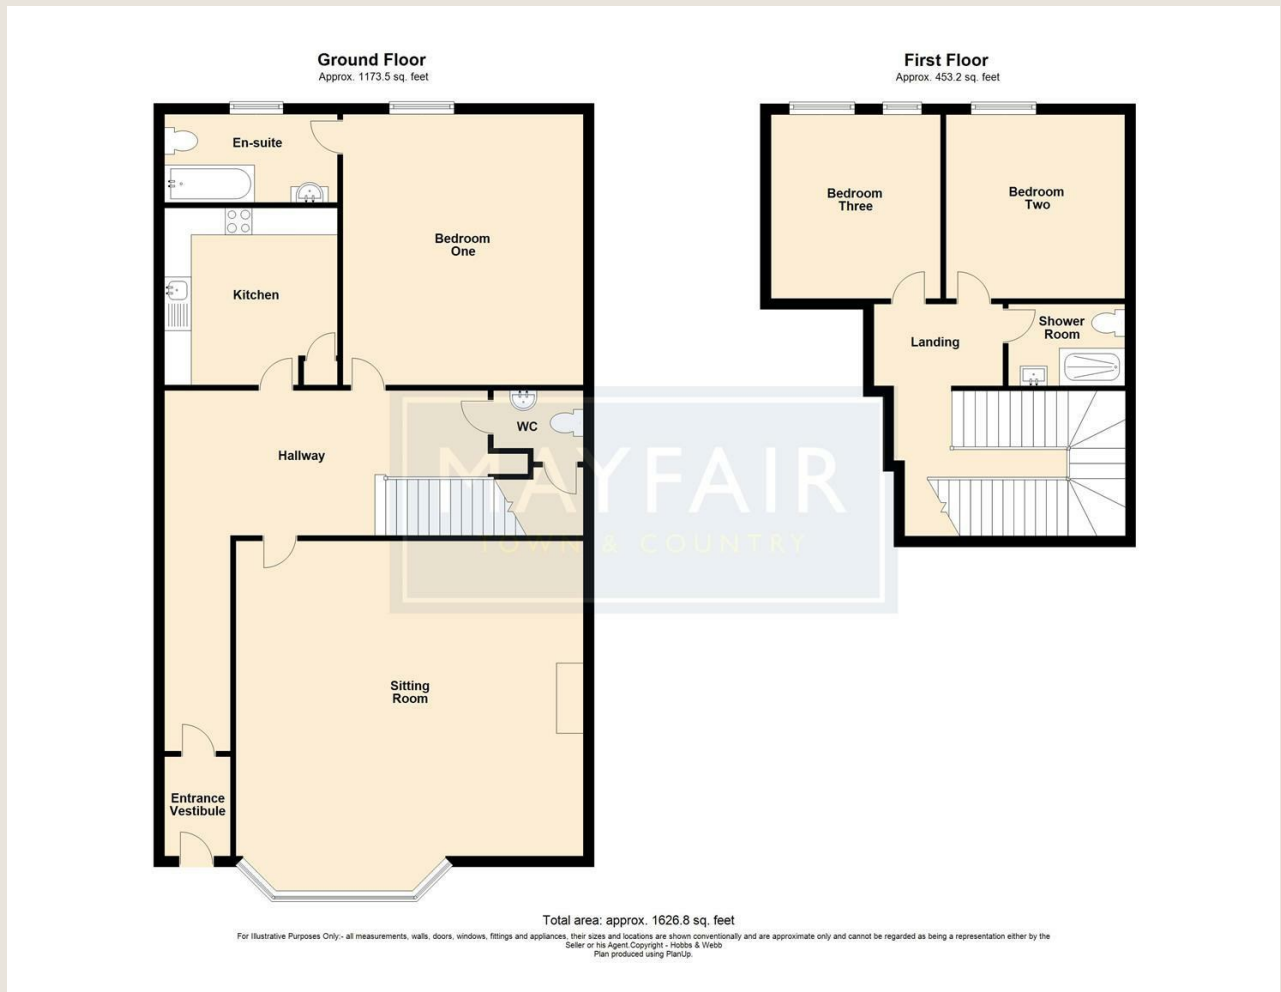 Ground Floor
Approx. 1173.5 sq. feet
First Floor
Approx. 453.2 sq. feet
En-suite
Bedroom
One
Kitchen
Bedroom
Three
Bedroom
Two
Landing
Shower
Room
Hallway
WC
MAYFAIR
TOWN & COUNTRY
Sitting
Room
Entrance
Vestibule
Total area: approx. 1626.8 sq. feet
For Illustrative Purposes Only:- all measurements, walls, doors, windows, fittings and appliances, their sizes and locations are shown conventionally and are approximate only and cannot be regarded as being a representation either by the
Seller or his Agent.Copyright - Hobbs & Webb
Plan produced using PlanUp.